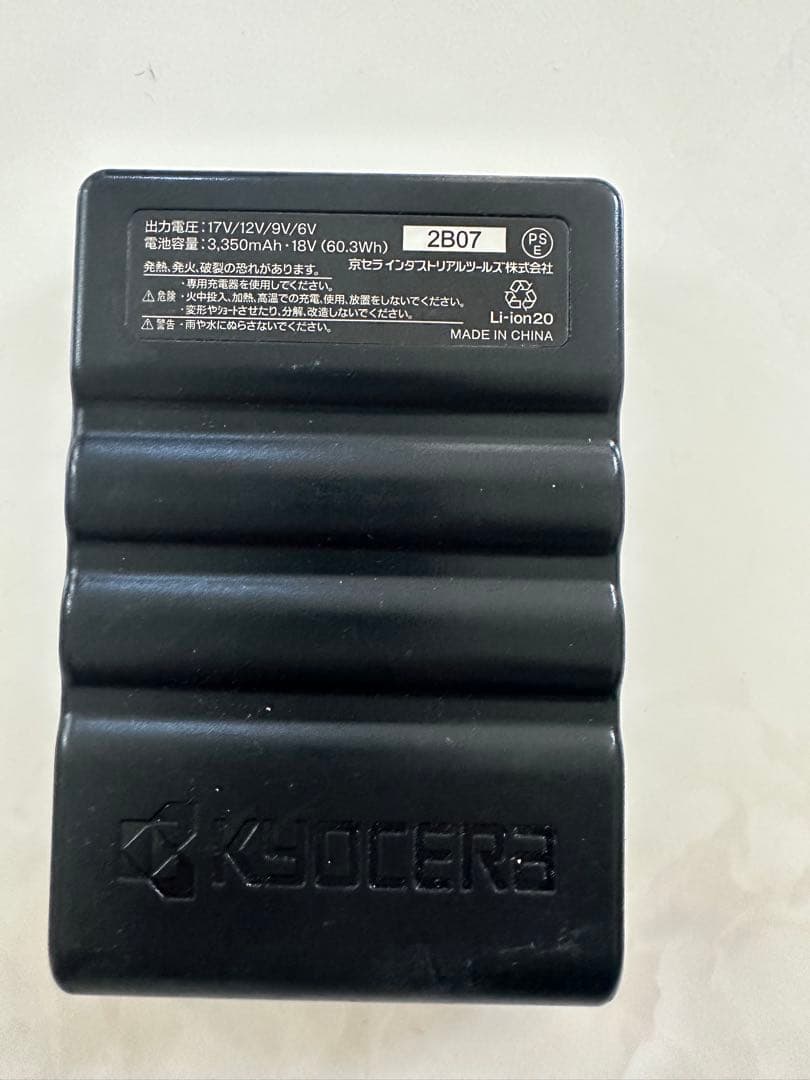 出力電圧:17V/12V/9V/6V
電池容量:3,350mAh・18V(60.3Wh)
2B07
PS
E
京セラインダストリアルツールズ株式会社
発熱、発火、破裂の恐れがあります。
⚠危険
・専用充電器を使用してください。
・火中投入、加熱、高温での充電、使用、放置をしないでください。
・変形やショートさせたり、分解、改造しないでください。
⚠警告・雨や水にぬらさないでください。
Li-ion20
MADE IN CHINA
KYOCERA